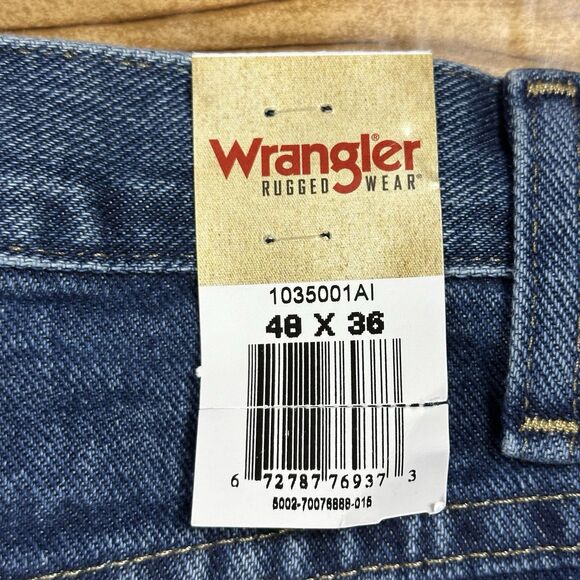 Wrangler®
RUGGED WEAR®
1035001AI
48 X 36
6 72787 76937 3
5002-70076888-015